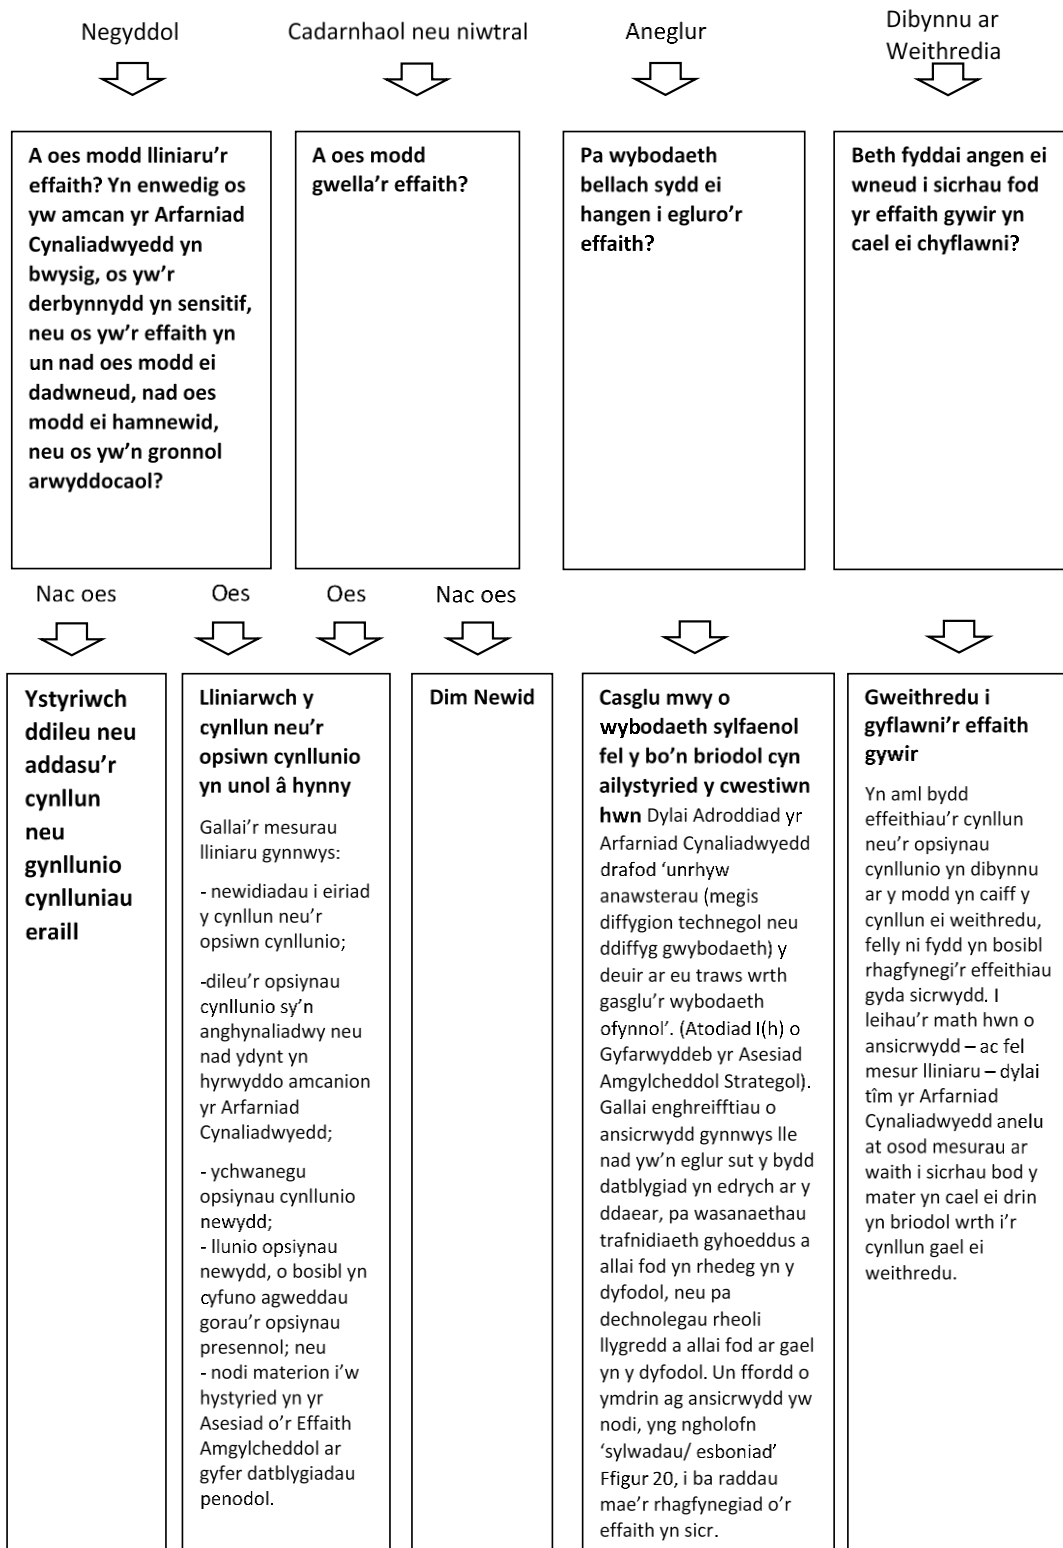 Negyddol
Cadarnhaol neu niwtral
Aneglur
Dibynnu ar
Weithredia
A oes modd lliniaru’r
effaith? Yn enwedig os
yw amcan yr Arfarniad
Cynaliadwyedd yn
bwysig, os yw’r
derbynnydd yn sensitif,
neu os yw’r effaith yn
un nad oes modd ei
dadwneud, nad oes
modd ei hamnewid,
neu os yw’n gronnol
arwyddocaol?
A oes modd
gwella’r effaith?
Pa wybodaeth
bellach sydd ei
hangen i egluro’r
effaith?
Beth fyddai angen ei
wneud i sicrhau fod
yr effaith gywir yn
cael ei chyflawni?
Nac oes
Oes
Oes
Nac oes
Ystyriwch
ddileu neu
addasu’r
cynllun
neu
gynllunio
cynlluniau
eraill
Lliniarwch y
cynllun neu’r
opsiwn cynllunio
yn unol â hynny
Gallai’r mesurau
lliniaru gynnwys:
- newidiadau i eiriad
y cynllun neu’r
opsiwn cynllunio;
-dileu’r opsiynau
cynllunio sy’n
anghynaliadwy neu
nad ydynt yn
hyrwyddo amcanion
yr Arfarniad
Cynaliadwyedd;
- ychwanegu
opsiynau cynllunio
newydd;
- llunio opsiynau
newydd, o bosibl yn
cyfuno agweddau
gorau’r opsiynau
presennol; neu
- nodi materion i’w
hystyried yn yr
Asesiad o’r Effaith
Amgylcheddol ar
gyfer datblygiadau
penodol.
Dim Newid
Casglu mwy o
wybodaeth sylfaenol
fel y bo’n briodol cyn
ailystyried y cwestiwn
hwn Dylai Adroddiad yr
Arfarniad Cynaliadwyedd
drafod ‘unrhyw
anawsterau (megis
diffygion technegol neu
ddiffyg gwybodaeth) y
deuir ar eu traws wrth
gasglu’r wybodaeth
ofynnol’. (Atodiad I(h) o
Gyfarwyddeb yr Asesiad
Amgylcheddol Strategol).
Gallai enghreifftiau o
ansicrwydd gynnwys lle
nad yw’n eglur sut y bydd
datblygiad yn edrych ar y
ddaear, pa wasanaethau
trafnidiaeth gyhoeddus a
allai fod yn rhedeg yn y
dyfodol, neu pa
dechnolegau rheoli
llygredd a allai fod ar gael
yn y dyfodol. Un ffordd o
ymdrin ag ansicrwydd yw
nodi, yng ngholofn
‘sylwadau/ esboniad’
Ffigur 20, i ba raddau
mae’r rhagfynegiad o’r
effaith yn sicr.
Gweithredu i
gyflawni’r effaith
gywir
Yn aml bydd
effeithiau’r cynllun
neu’r opsiynau
cynllunio yn dibynnu
ar y modd yn caiff y
cynllun ei weithredu,
felly ni fydd yn bosibl
rhagfynegi’r effeithiau
gyda sicrwydd. I
leihau’r math hwn o
ansicrwydd – ac fel
mesur lliniaru – dylai
tîm yr Arfarniad
Cynaliadwyedd anelu
at osod mesurau ar
waith i sicrhau bod y
mater yn cael ei drin
yn briodol wrth i’r
cynllun gael ei
weithredu.